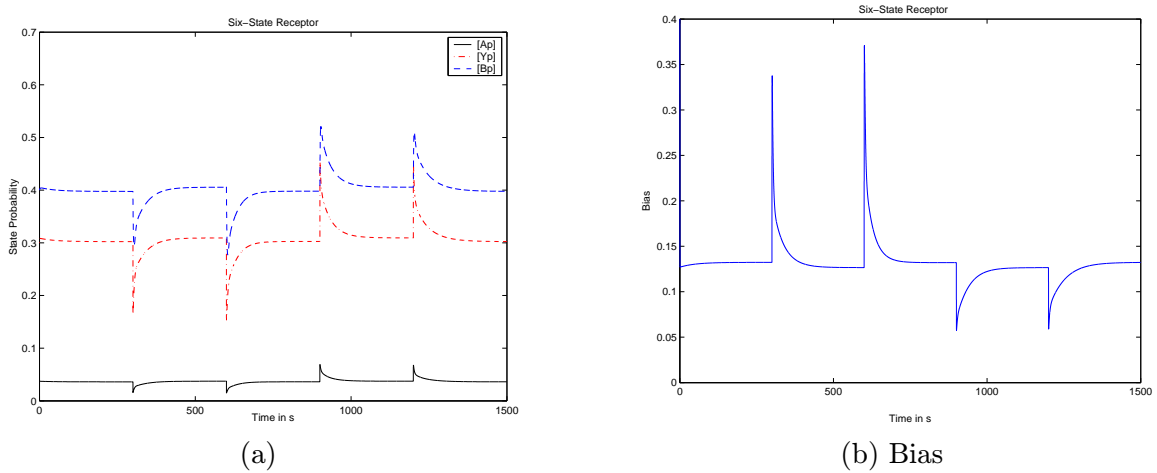 Six−State Receptor
0.7
0.6
0.5
0.4
0.3
0.2
0.1
0
State Probability
[Ap]
[Yp]
[Bp]
0
500
1000
1500
Time in s
(a)
Six−State Receptor
0.4
0.35
0.3
0.25
0.2
0.15
0.1
0.05
0
Bias
0
500
1000
1500
Time in s
(b) Bias